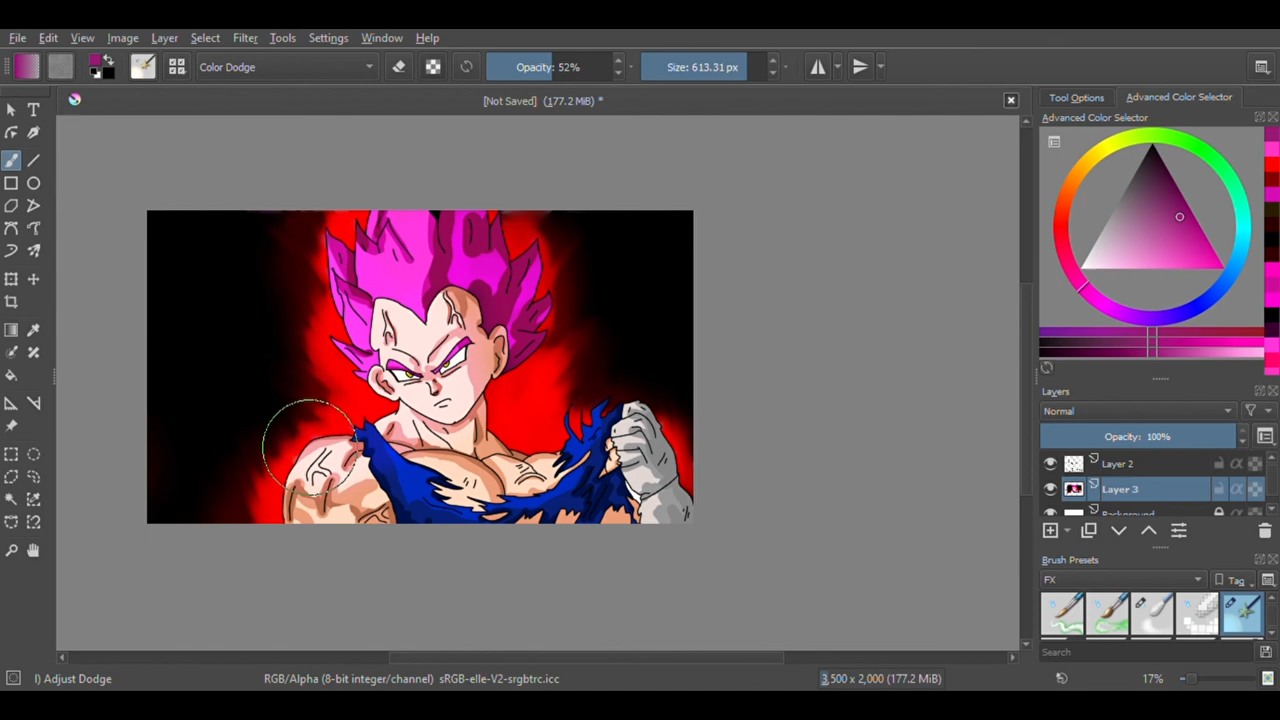 File Edit View Image Layer Select Filter Tools Settings Window Help
Color Dodge Opacity: 52% Size: 613.31 px
[Not Saved] (177.2 MiB) *
Tool Options Advanced Color Selector
Advanced Color Selector
Layers
Normal
Opacity: 100%
Layer 2
Layer 3
Background
Brush Presets
FX Tag
Search
I) Adjust Dodge RGB/Alpha (8-bit integer/channel) sRGB-elle-V2-srgbtrc.icc 3,500 x 2,000 (177.2 MiB) 17%